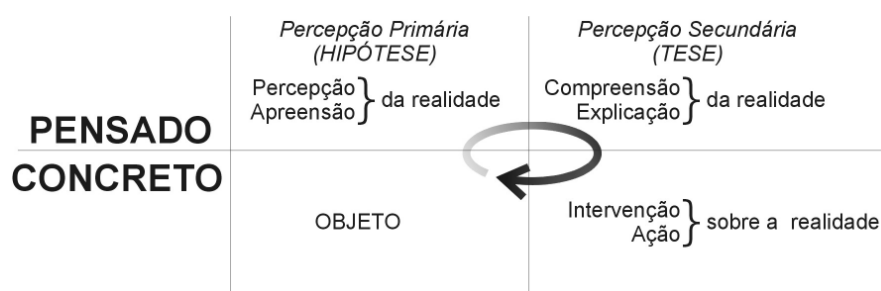 Percepção Primária
(HIPÓTESE)
Percepção Secundária
(TESE)
Percepção
Apreensão
da realidade
Compreensão
Explicação
da realidade
PENSADO
CONCRETO
OBJETO
Intervenção
Ação
sobre a realidade